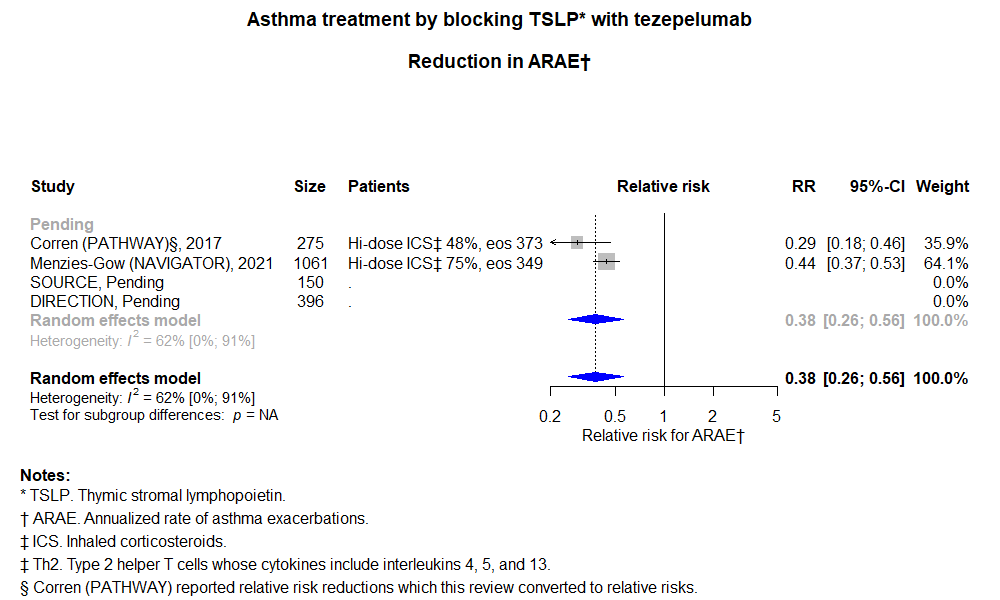 Asthma treatment by blocking TSLP* with tezepelumab
Reduction in ARAE†
Study Size Patients Relative risk RR 95%-CI Weight
Pending
Corren (PATHWAY)§, 2017 275 Hi-dose ICS‡ 48%, eos 373 0.29 [0.18; 0.46] 35.9%
Menzies-Gow (NAVIGATOR), 2021 1061 Hi-dose ICS‡ 75%, eos 349 0.44 [0.37; 0.53] 64.1%
SOURCE, Pending 150 . 0.0%
DIRECTION, Pending 396 . 0.0%
Random effects model 0.38 [0.26; 0.56] 100.0%
Heterogeneity: I² = 62% [0%; 91%]
Random effects model 0.38 [0.26; 0.56] 100.0%
Heterogeneity: I² = 62% [0%; 91%]
Test for subgroup differences: p = NA
0.2 0.5 1 2 5
Relative risk for ARAE†
Notes:
* TSLP. Thymic stromal lymphopoietin.
† ARAE. Annualized rate of asthma exacerbations.
‡ ICS. Inhaled corticosteroids.
‡ Th2. Type 2 helper T cells whose cytokines include interleukins 4, 5, and 13.
§ Corren (PATHWAY) reported relative risk reductions which this review converted to relative risks.